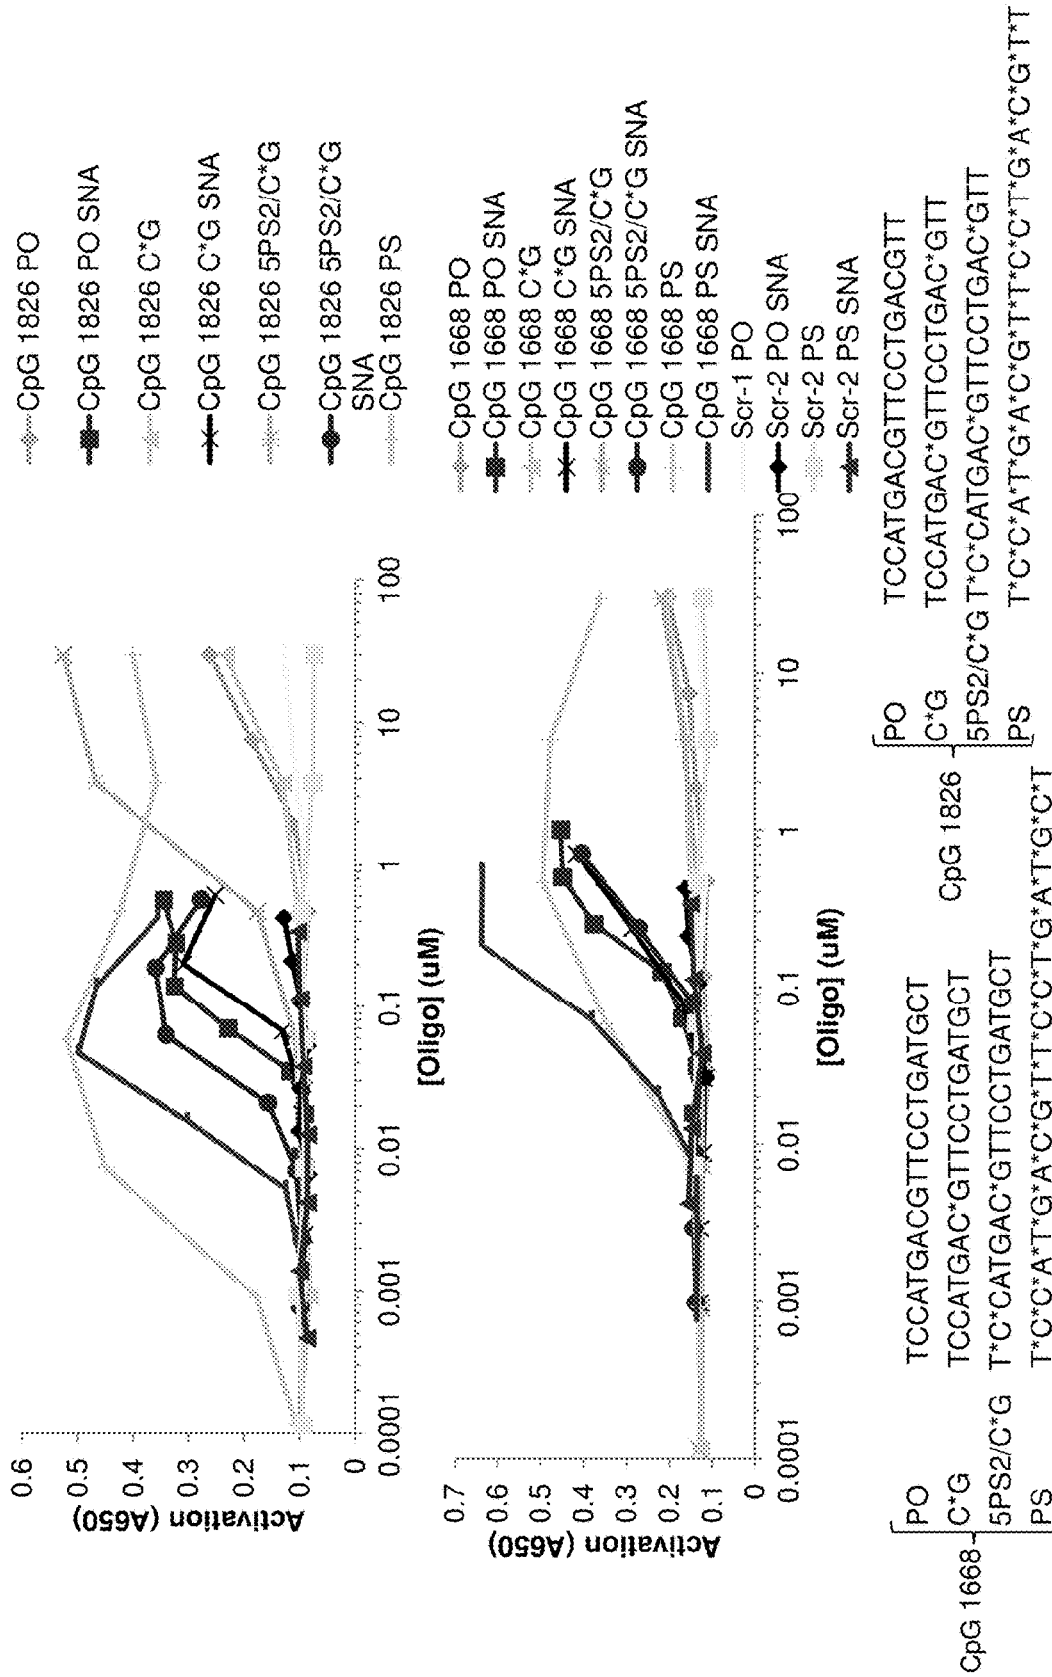 Activation (A650)
0.6
0.5
0.4
0.3
0.2
0.1
0
0.0001
0.001
0.01
0.1
1
10
100
[Oligo] (uM)
CpG 1826 PO
CpG 1826 PO SNA
CpG 1826 C*G
CpG 1826 C*G SNA
CpG 1826 5PS2/C*G
CpG 1826 5PS2/C*G
SNA
CpG 1826 PS
Activation (A650)
0.7
0.6
0.5
0.4
0.3
0.2
0.1
0
0.0001
0.001
0.01
0.1
1
10
100
[Oligo] (uM)
CpG 1668 PO
CpG 1668 PO SNA
CpG 1668 C*G
CpG 1668 C*G SNA
CpG 1668 5PS2/C*G
CpG 1668 5PS2/C*G SNA
CpG 1668 PS
CpG 1668 PS SNA
Scr-1 PO
Scr-2 PO SNA
Scr-2 PS
Scr-2 PS SNA
CpG 1668
PO TCCATGACGTTCCTGATGCT
C*G TCCATGAC*GTTCCTGATGCT
5PS2/C*G T*C*CATGAC*GTTCCTGATGCT
PS T*C*C*A*T*G*A*C*G*T*T*C*C*T*G*A*T*G*C*T
CpG 1826
PO TCCATGACGTTCCTGACGTT
C*G TCCATGAC*GTTCCTGAC*GTT
5PS2/C*G T*C*CATGAC*GTTCCTGAC*GTT
PS T*C*C*A*T*G*A*C*G*T*T*C*C*T*G*A*C*G*T*T